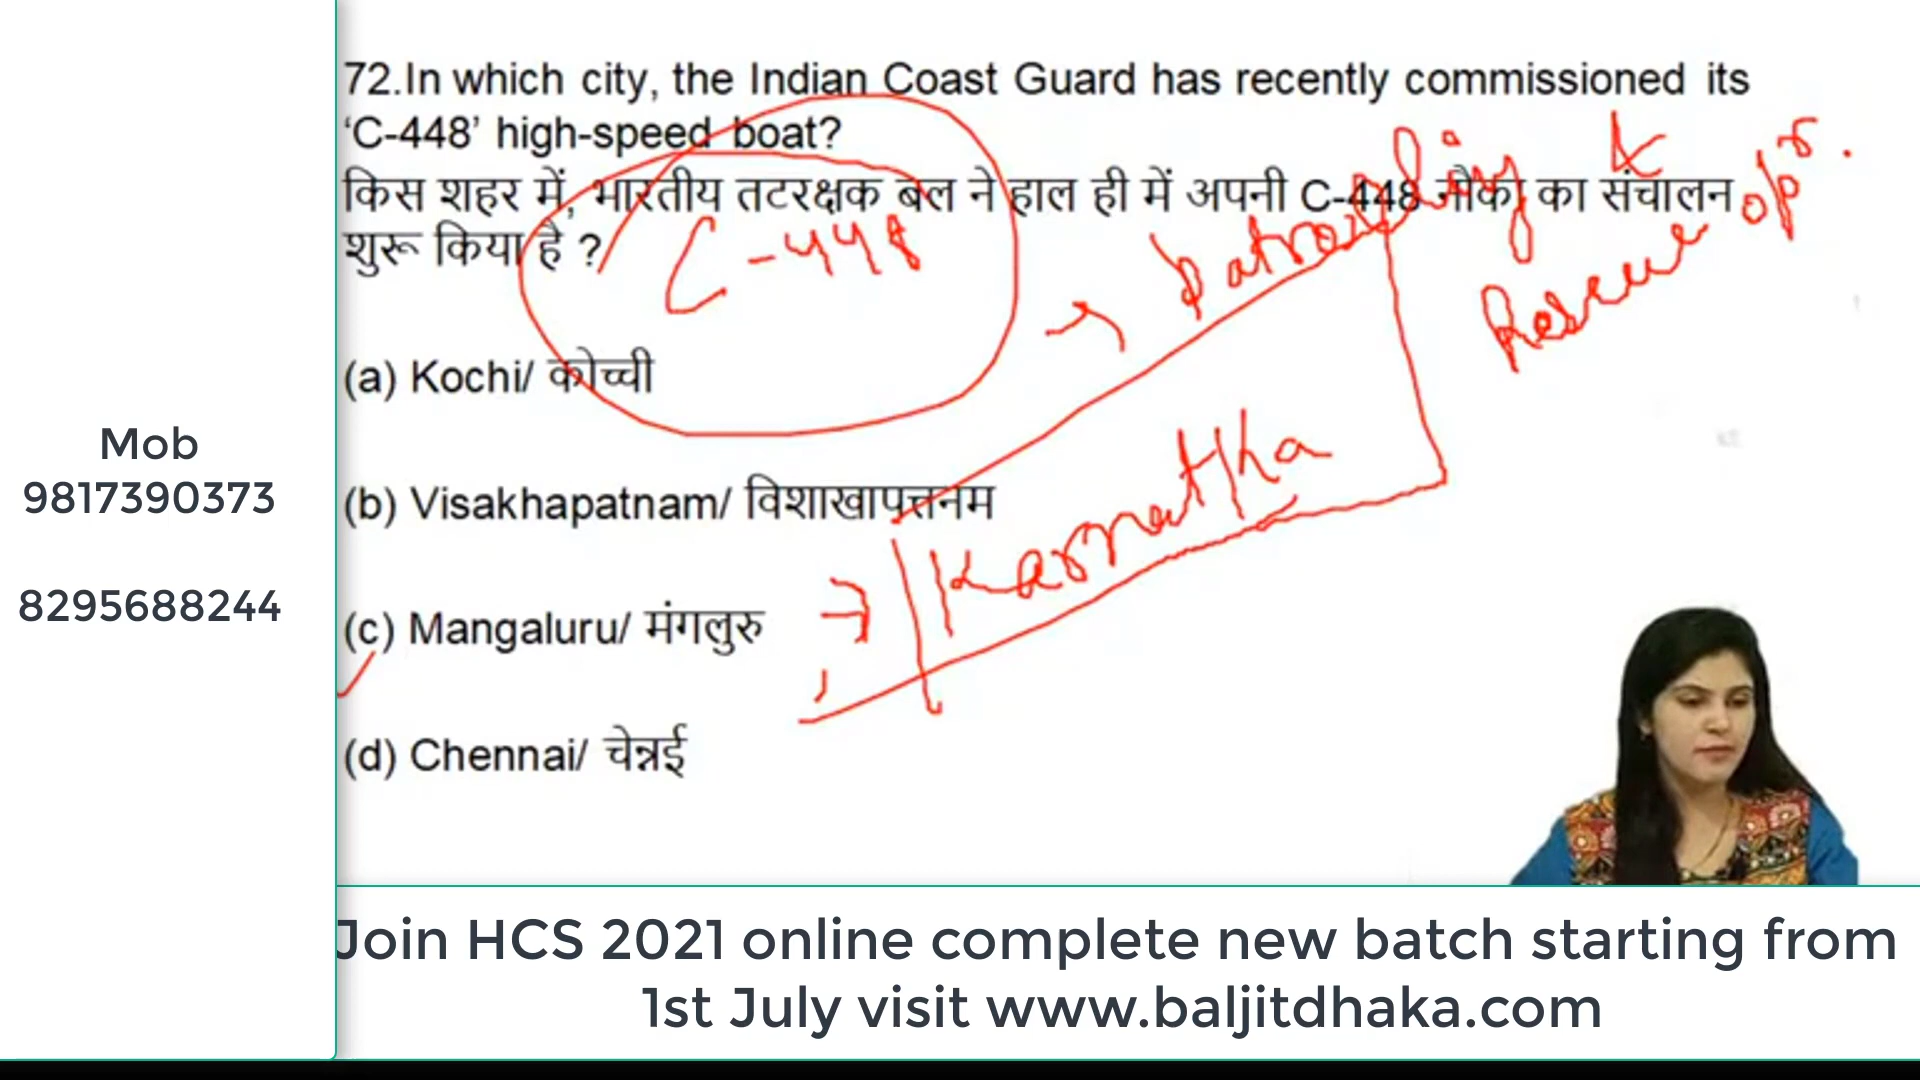 72.In which city, the Indian Coast Guard has recently commissioned its
‘C-448’ high-speed boat?
किस शहर में, भारतीय तटरक्षक बल ने हाल ही में अपनी C-448 नौका का संचालन
शुरू किया है ?
C-448
patrolling &
Rescue opr.
(a) Kochi/ कोच्ची
(b) Visakhapatnam/ विशाखापत्तनम
Karnatka
(c) Mangaluru/ मंगलुरु
(d) Chennai/ चेन्नई
Mob
9817390373
8295688244
Join HCS 2021 online complete new batch starting from
1st July visit www.baljitdhaka.com